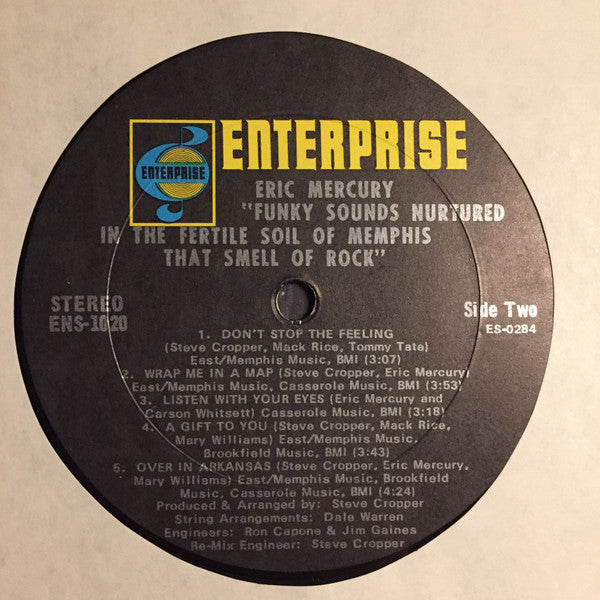 ENTERPRISE
ENTERPRISE
ERIC MERCURY
"FUNKY SOUNDS NURTURED
IN THE FERTILE SOIL OF MEMPHIS
THAT SMELL OF ROCK"
STEREO
ENS-1020
Side Two
ES-0284
1. DON'T STOP THE FEELING
(Steve Cropper, Mack Rice, Tommy Tate)
East/Memphis Music, BMI (3:07)
2. WRAP ME IN A MAP (Steve Cropper, Eric Mercury)
East/Memphis Music, Casserole Music, BMI (3:53)
3. LISTEN WITH YOUR EYES (Eric Mercury and
Carson Whitsett) Casserole Music, BMI (3:18)
4. A GIFT TO YOU (Steve Cropper, Mack Rice,
Mary Williams) East/Memphis Music,
Brookfield Music, BMI (3:43)
5. OVER IN ARKANSAS (Steve Cropper, Eric Mercury,
Mary Williams) East/Memphis Music, Brookfield
Music, Casserole Music, BMI (4:24)
Produced & Arranged by: Steve Cropper
String Arrangements: Dale Warren
Engineers: Ron Capone & Jim Gaines
Re-Mix Engineer: Steve Cropper